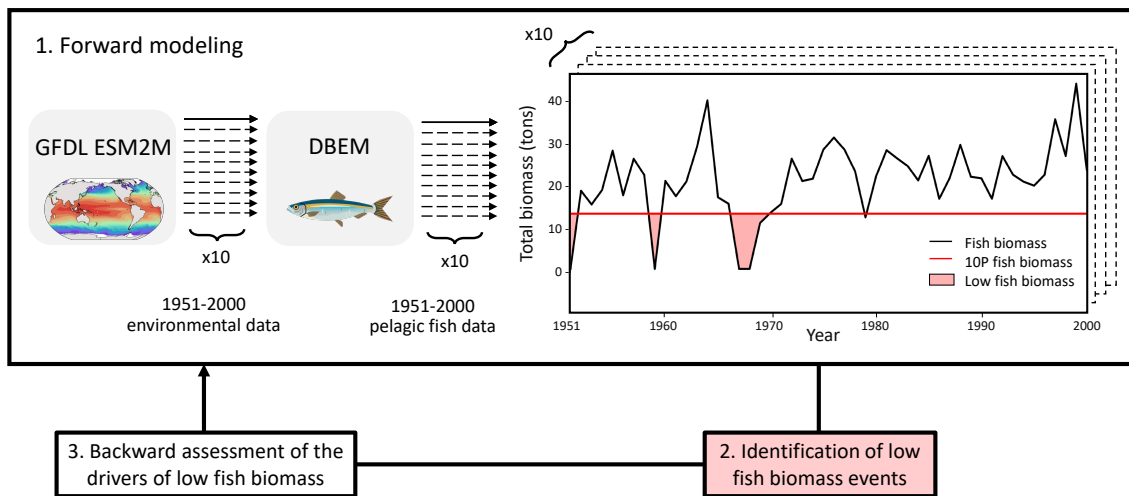 1. Forward modeling
GFDL ESM2M
x10
1951-2000
environmental data
DBEM
x10
1951-2000
pelagic fish data
x10
Total biomass (tons)
40
30
20
10
0
Fish biomass
10P fish biomass
Low fish biomass
1951
1960
1970
1980
1990
2000
Year
3. Backward assessment of the
drivers of low fish biomass
2. Identification of low
fish biomass events